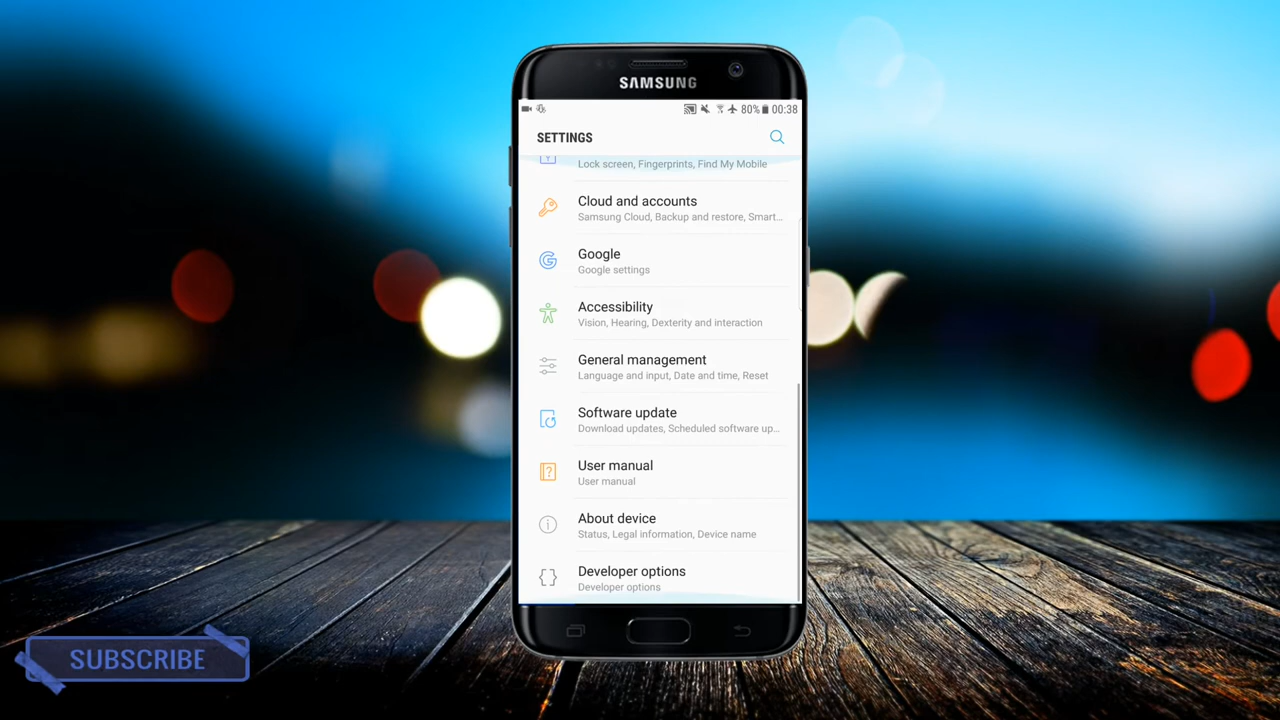 SAMSUNG
80% 00:38
SETTINGS
Lock screen, Fingerprints, Find My Mobile
Cloud and accounts
Samsung Cloud, Backup and restore, Smart...
Google
Google settings
Accessibility
Vision, Hearing, Dexterity and interaction
General management
Language and input, Date and time, Reset
Software update
Download updates, Scheduled software up...
User manual
User manual
About device
Status, Legal information, Device name
Developer options
Developer options
SUBSCRIBE